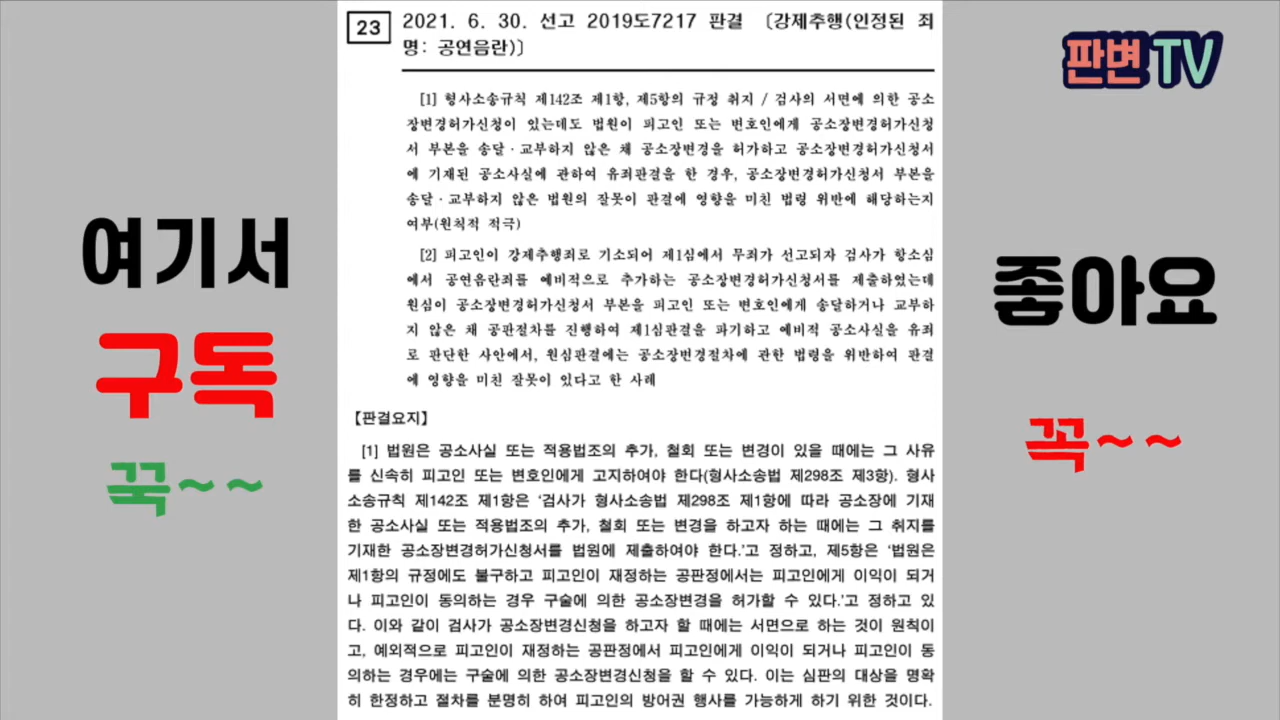 23
2021. 6. 30. 선고 2019도7217 판결 〔강제추행(인정된 죄
명: 공연음란)〕
판변 TV
[1] 형사소송규칙 제142조 제1항, 제5항의 규정 취지 / 검사의 서면에 의한 공소
장변경허가신청이 있는데도 법원이 피고인 또는 변호인에게 공소장변경허가신청
서 부본을 송달·교부하지 않은 채 공소장변경을 허가하고 공소장변경허가신청서
에 기재된 공소사실에 관하여 유죄판결을 한 경우, 공소장변경허가신청서 부본을
송달·교부하지 않은 법원의 잘못이 판결에 영향을 미친 법령 위반에 해당하는지
여부(원칙적 적극)
[2] 피고인이 강제추행죄로 기소되어 제1심에서 무죄가 선고되자 검사가 항소심
에서 공연음란죄를 예비적으로 추가하는 공소장변경허가신청서를 제출하였는데
원심이 공소장변경허가신청서 부본을 피고인 또는 변호인에게 송달하거나 교부하
지 않은 채 공판절차를 진행하여 제1심판결을 파기하고 예비적 공소사실을 유죄
로 판단한 사안에서, 원심판결에는 공소장변경절차에 관한 법령을 위반하여 판결
에 영향을 미친 잘못이 있다고 한 사례
【판결요지】
[1] 법원은 공소사실 또는 적용법조의 추가, 철회 또는 변경이 있을 때에는 그 사유
를 신속히 피고인 또는 변호인에게 고지하여야 한다(형사소송법 제298조 제3항). 형사
소송규칙 제142조 제1항은 '검사가 형사소송법 제298조 제1항에 따라 공소장에 기재
한 공소사실 또는 적용법조의 추가, 철회 또는 변경을 하고자 하는 때에는 그 취지를
기재한 공소장변경허가신청서를 법원에 제출하여야 한다.'고 정하고, 제5항은 '법원은
제1항의 규정에도 불구하고 피고인이 재정하는 공판정에서는 피고인에게 이익이 되거
나 피고인이 동의하는 경우 구술에 의한 공소장변경을 허가할 수 있다.'고 정하고 있
다. 이와 같이 검사가 공소장변경신청을 하고자 할 때에는 서면으로 하는 것이 원칙이
고, 예외적으로 피고인이 재정하는 공판정에서 피고인에게 이익이 되거나 피고인이 동
의하는 경우에는 구술에 의한 공소장변경신청을 할 수 있다. 이는 심판의 대상을 명확
히 한정하고 절차를 분명히 하여 피고인의 방어권 행사를 가능하게 하기 위한 것이다.
여기서
구독
꾹~~
좋아요
꼭~~